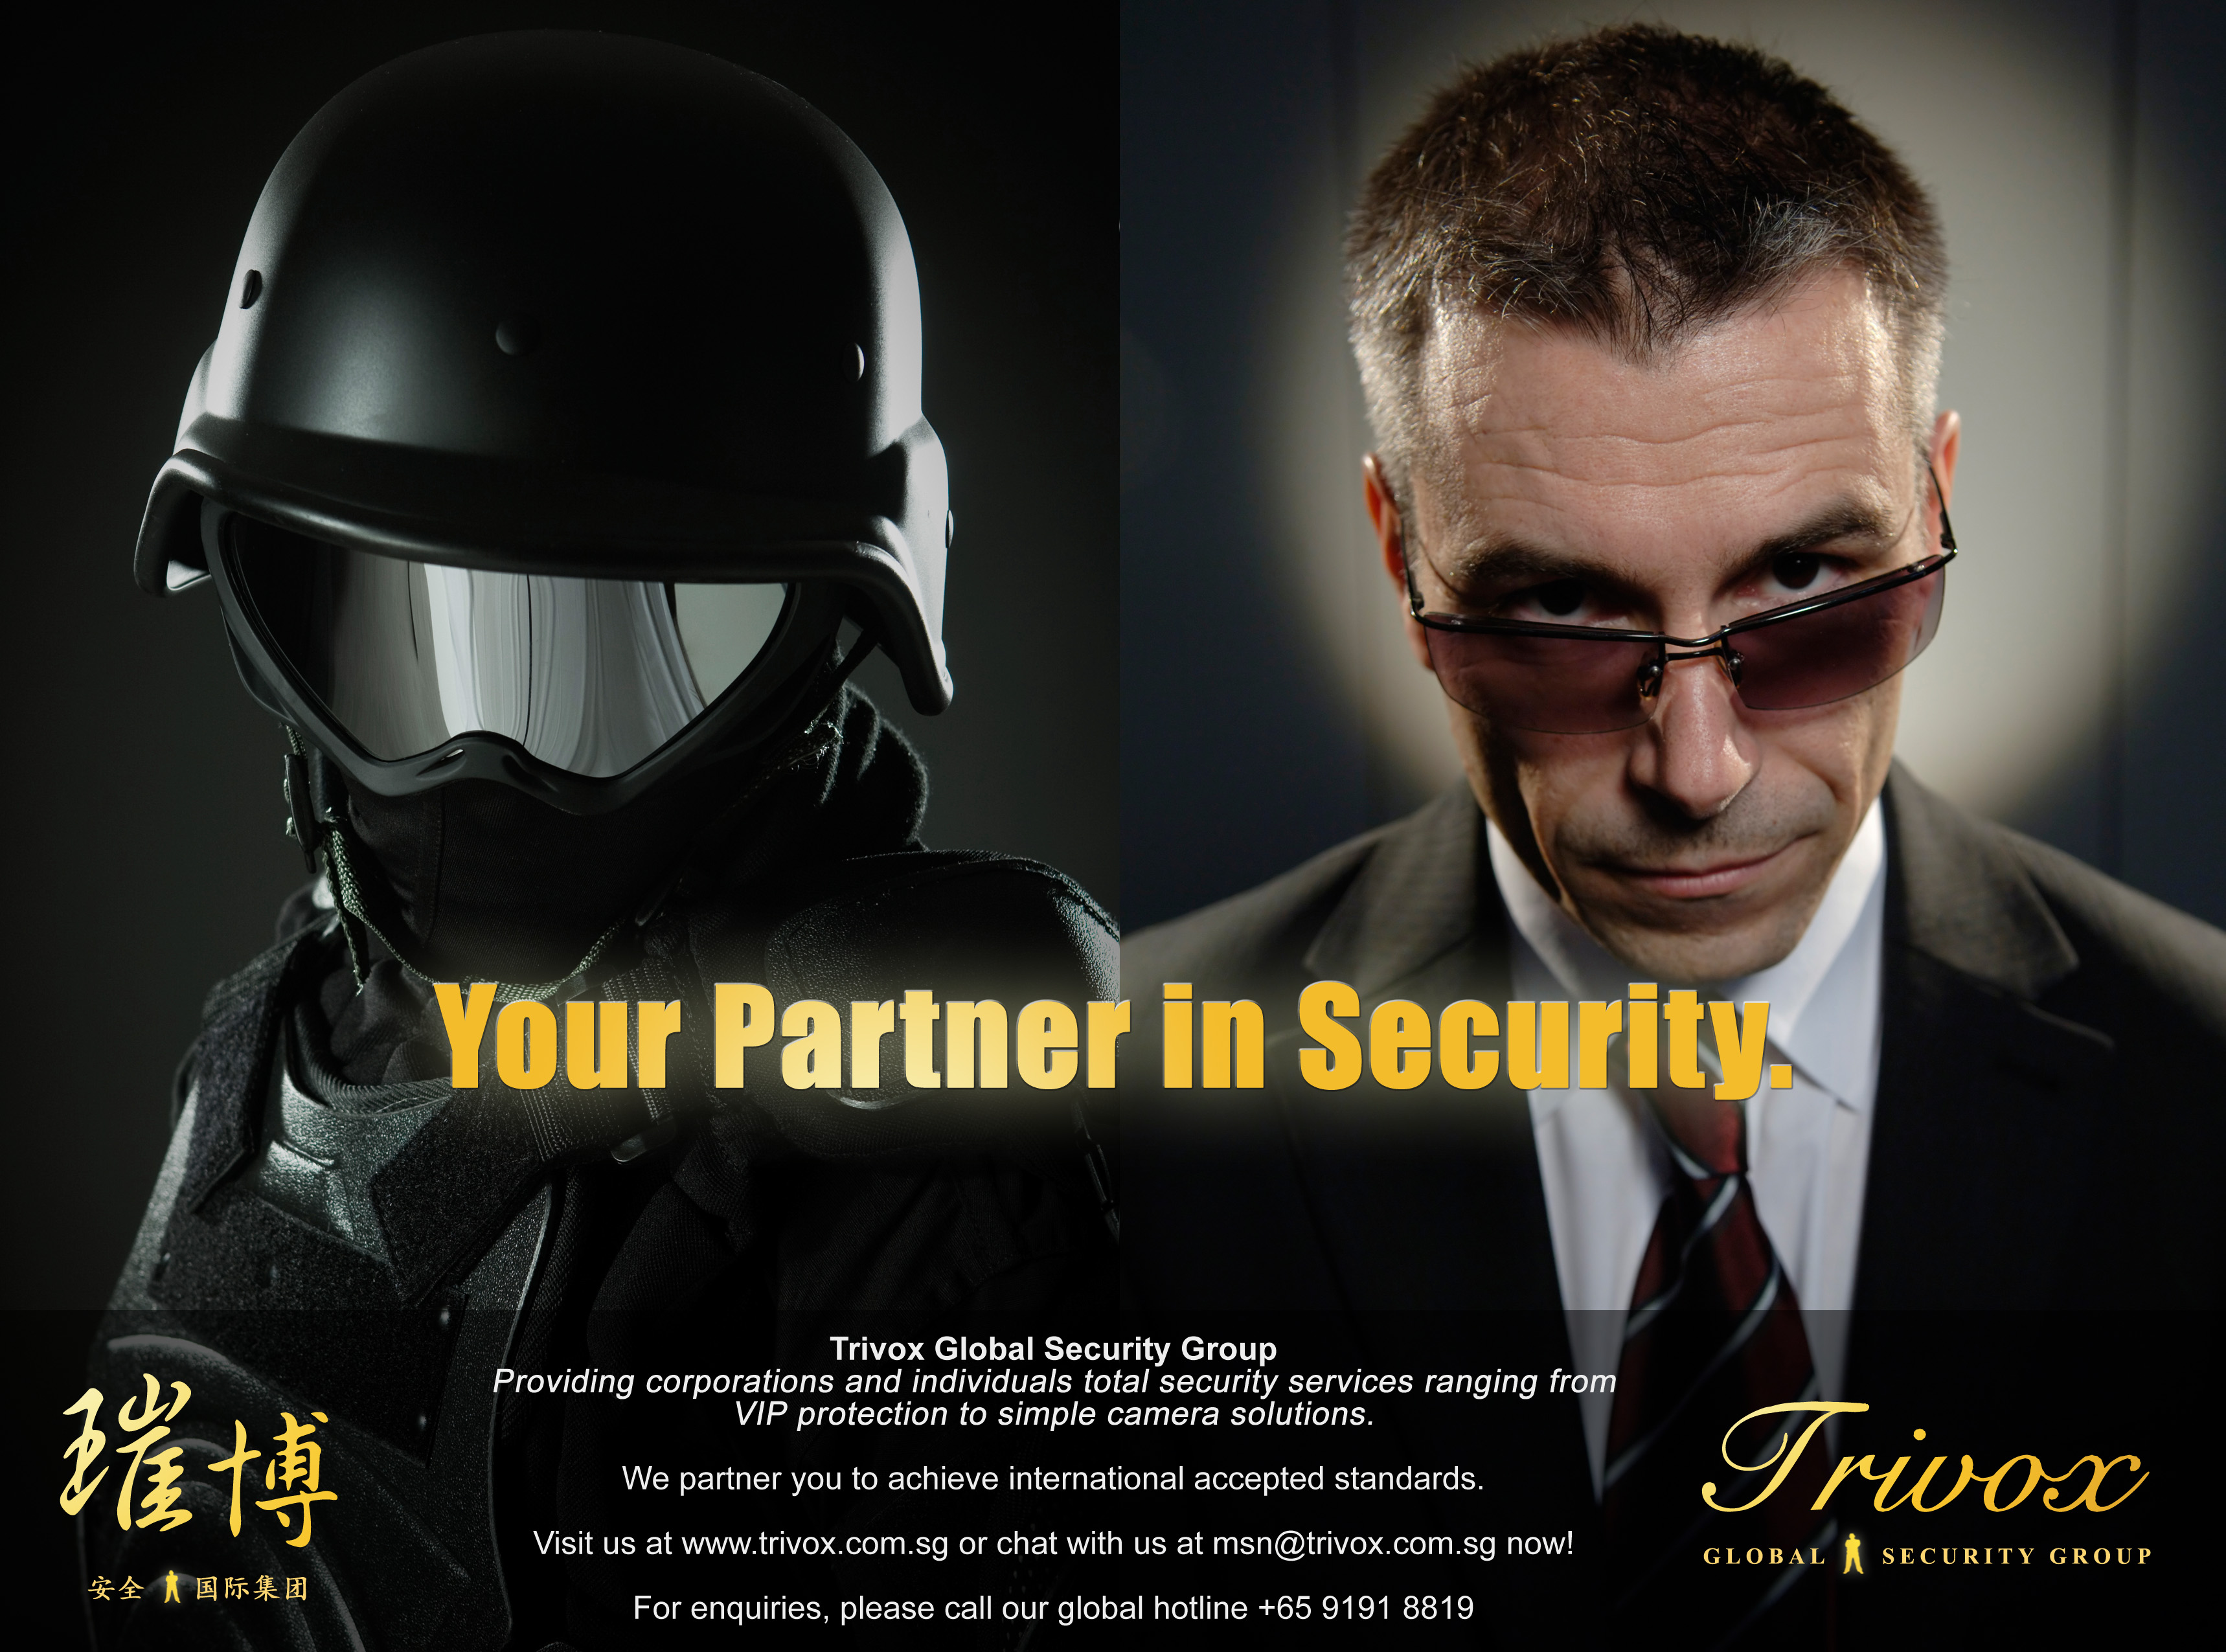 Your Partner in Security.
Trivox Global Security Group
Providing corporations and individuals total security services ranging from
VIP protection to simple camera solutions.
We partner you to achieve international accepted standards.
Visit us at www.trivox.com.sg or chat with us at msn@trivox.com.sg now!
For enquiries, please call our global hotline +65 9191 8819
璀博
安全 国际集团
Trivox
GLOBAL SECURITY GROUP